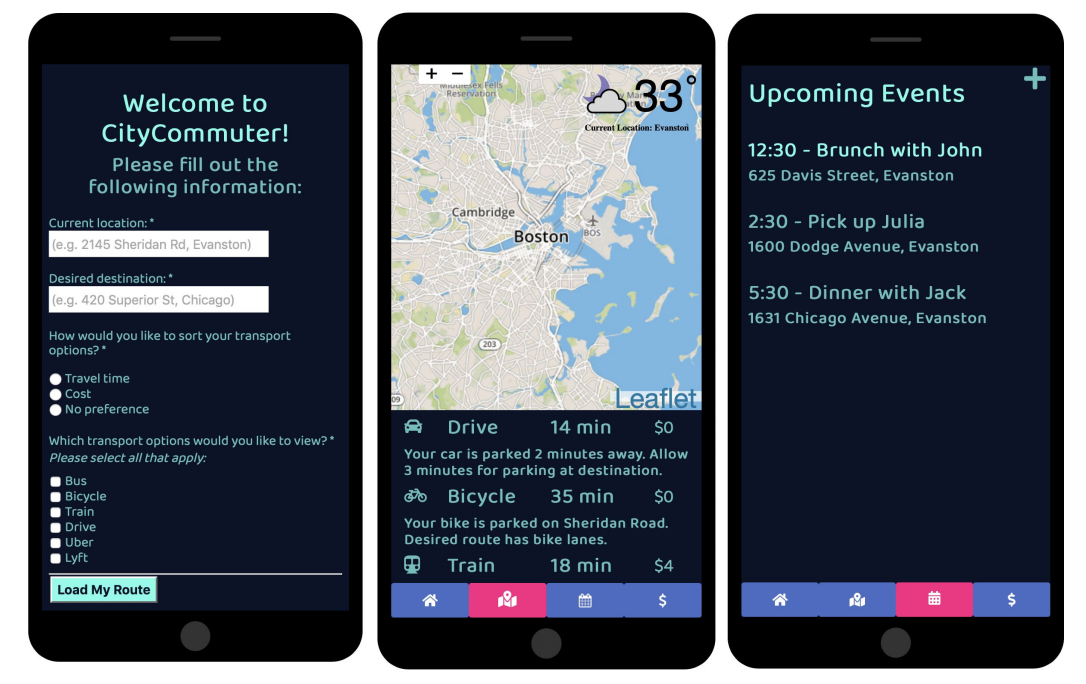 Welcome to
CityCommuter!
Please fill out the
following information:
Current location: *
(e.g. 2145 Sheridan Rd, Evanston)
Desired destination: *
(e.g. 420 Superior St, Chicago)
How would you like to sort your transport
options? *
Travel time
Cost
No preference
Which transport options would you like to view? *
Please select all that apply:
Bus
Bicycle
Train
Drive
Uber
Lyft
Load My Route
+ −
Middlesex Fells
Reservation
33°
Current Location: Evanston
Cambridge
Boston
BOS
203
Leaflet
Drive 14 min $0
Your car is parked 2 minutes away. Allow
3 minutes for parking at destination.
Bicycle 35 min $0
Your bike is parked on Sheridan Road.
Desired route has bike lanes.
Train 18 min $4
$
+
Upcoming Events
12:30 - Brunch with John
625 Davis Street, Evanston
2:30 - Pick up Julia
1600 Dodge Avenue, Evanston
5:30 - Dinner with Jack
1631 Chicago Avenue, Evanston
$